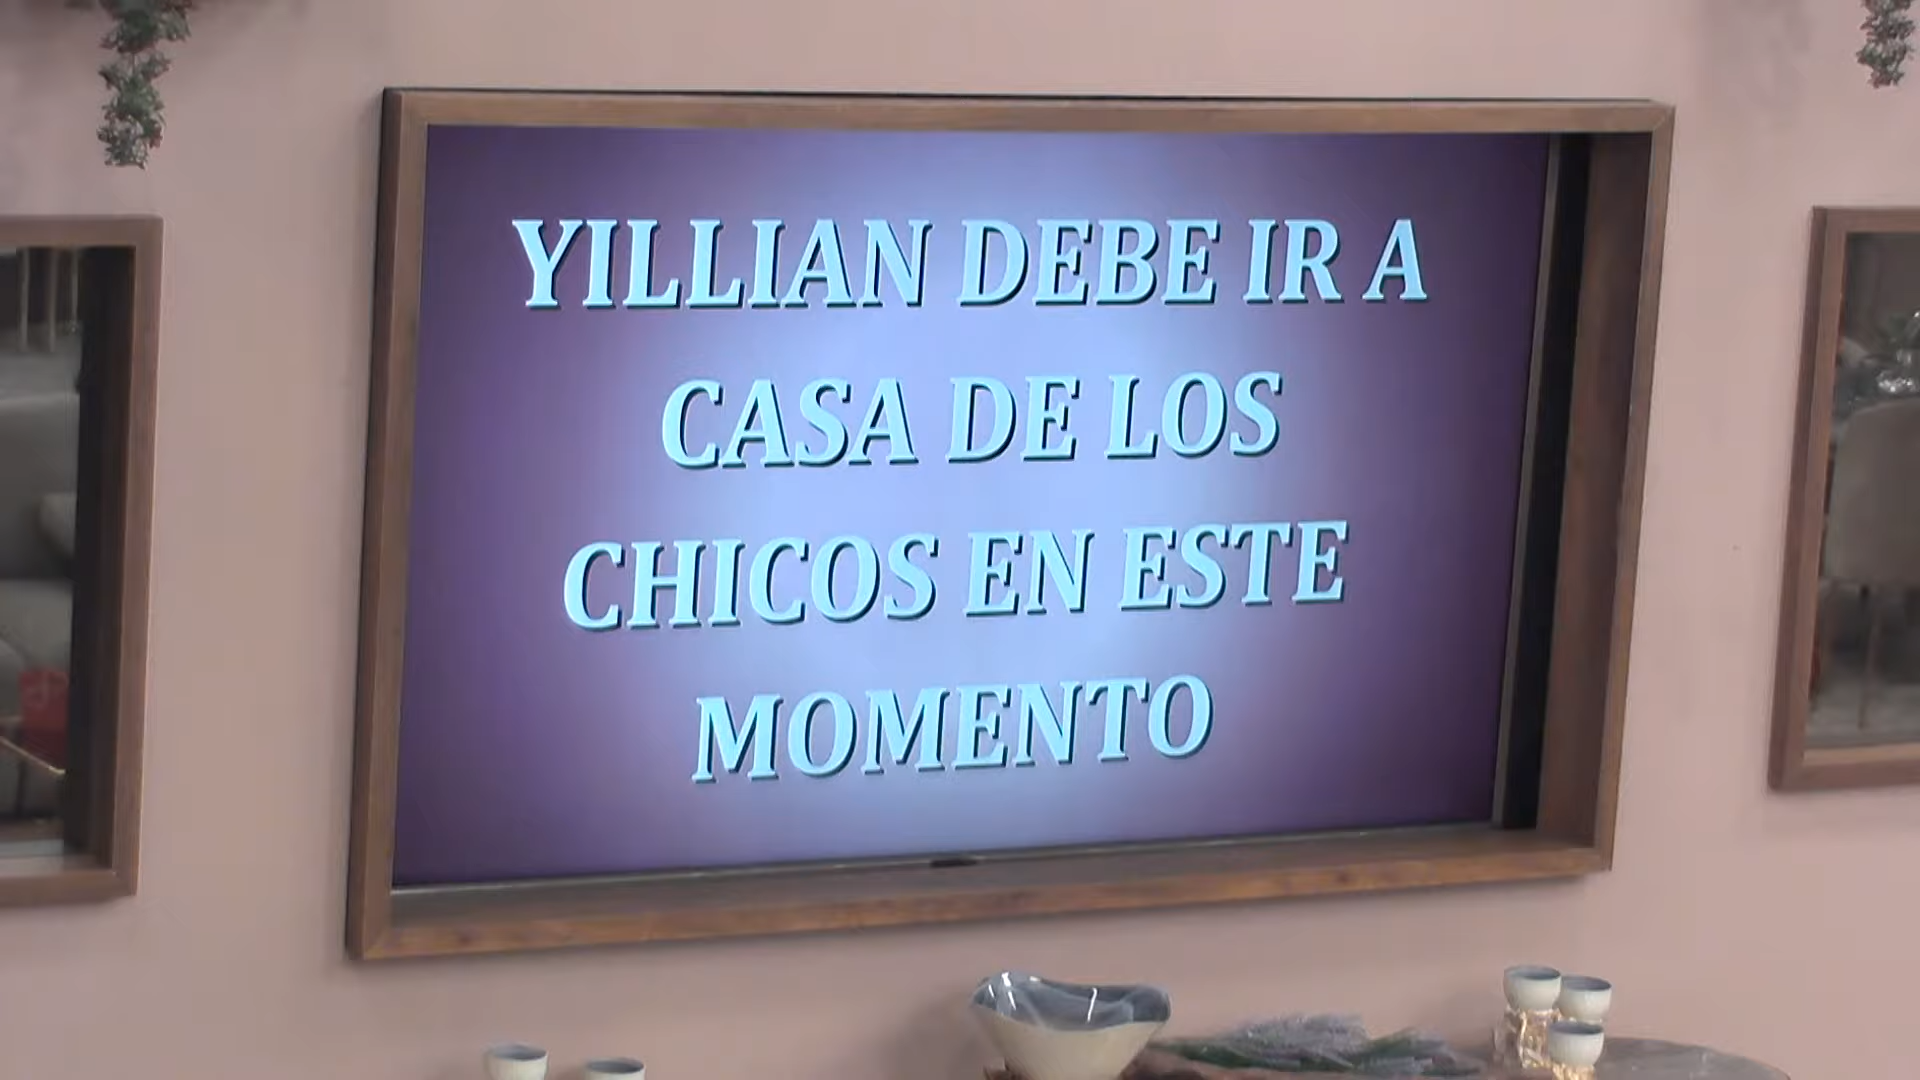 YILLIAN DEBE IR A
CASA DE LOS
CHICOS EN ESTE
MOMENTO